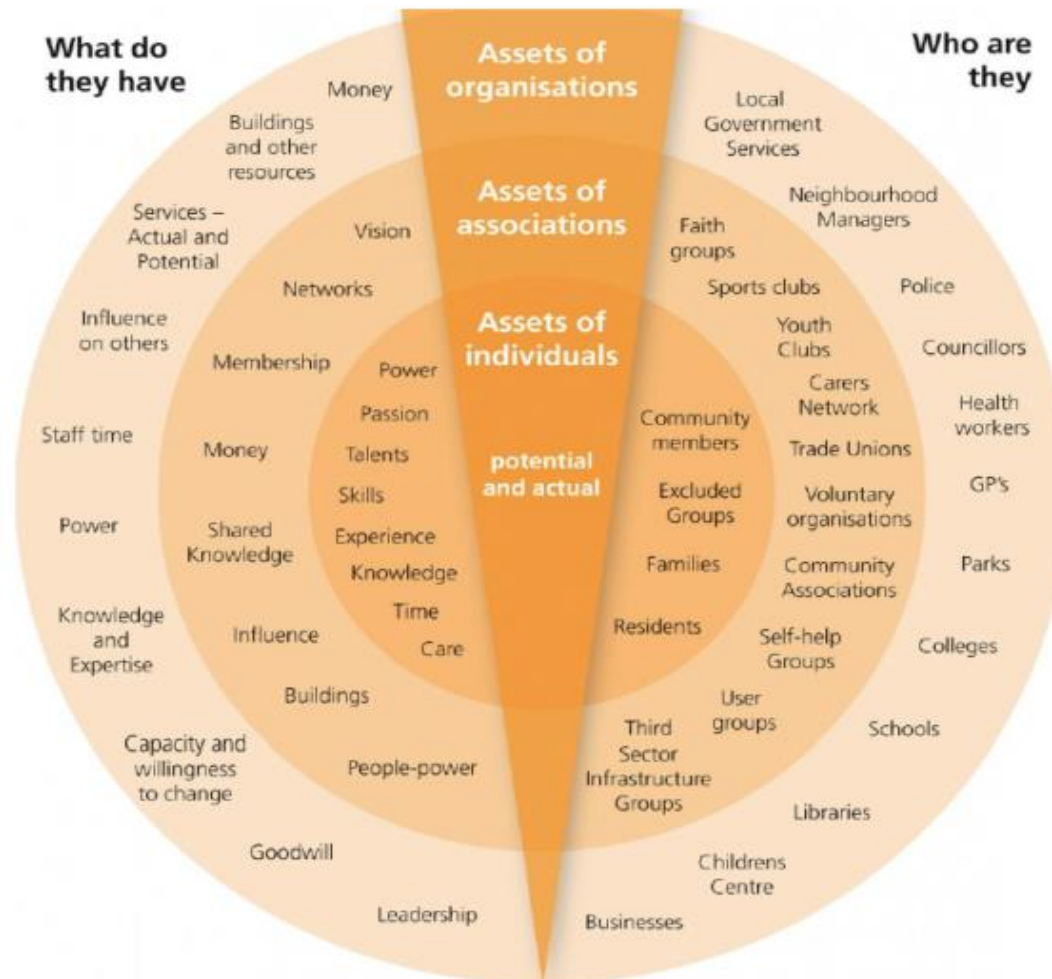 What do
they have
Who are
they
Assets of
organisations
Assets of
associations
Assets of
individuals
potential
and actual
Money
Buildings
and other
resources
Services –
Actual and
Potential
Influence
on others
Staff time
Power
Knowledge
and
Expertise
Capacity and
willingness
to change
Goodwill
Leadership
Vision
Networks
Membership
Money
Shared
Knowledge
Influence
Buildings
People-power
Power
Passion
Talents
Skills
Experience
Knowledge
Time
Care
Community
members
Excluded
Groups
Families
Residents
Faith
groups
Sports clubs
Youth
Clubs
Carers
Network
Trade Unions
Voluntary
organisations
Community
Associations
Self-help
Groups
User
groups
Third
Sector
Infrastructure
Groups
Local
Government
Services
Neighbourhood
Managers
Police
Councillors
Health
workers
GP's
Parks
Colleges
Schools
Libraries
Childrens
Centre
Businesses